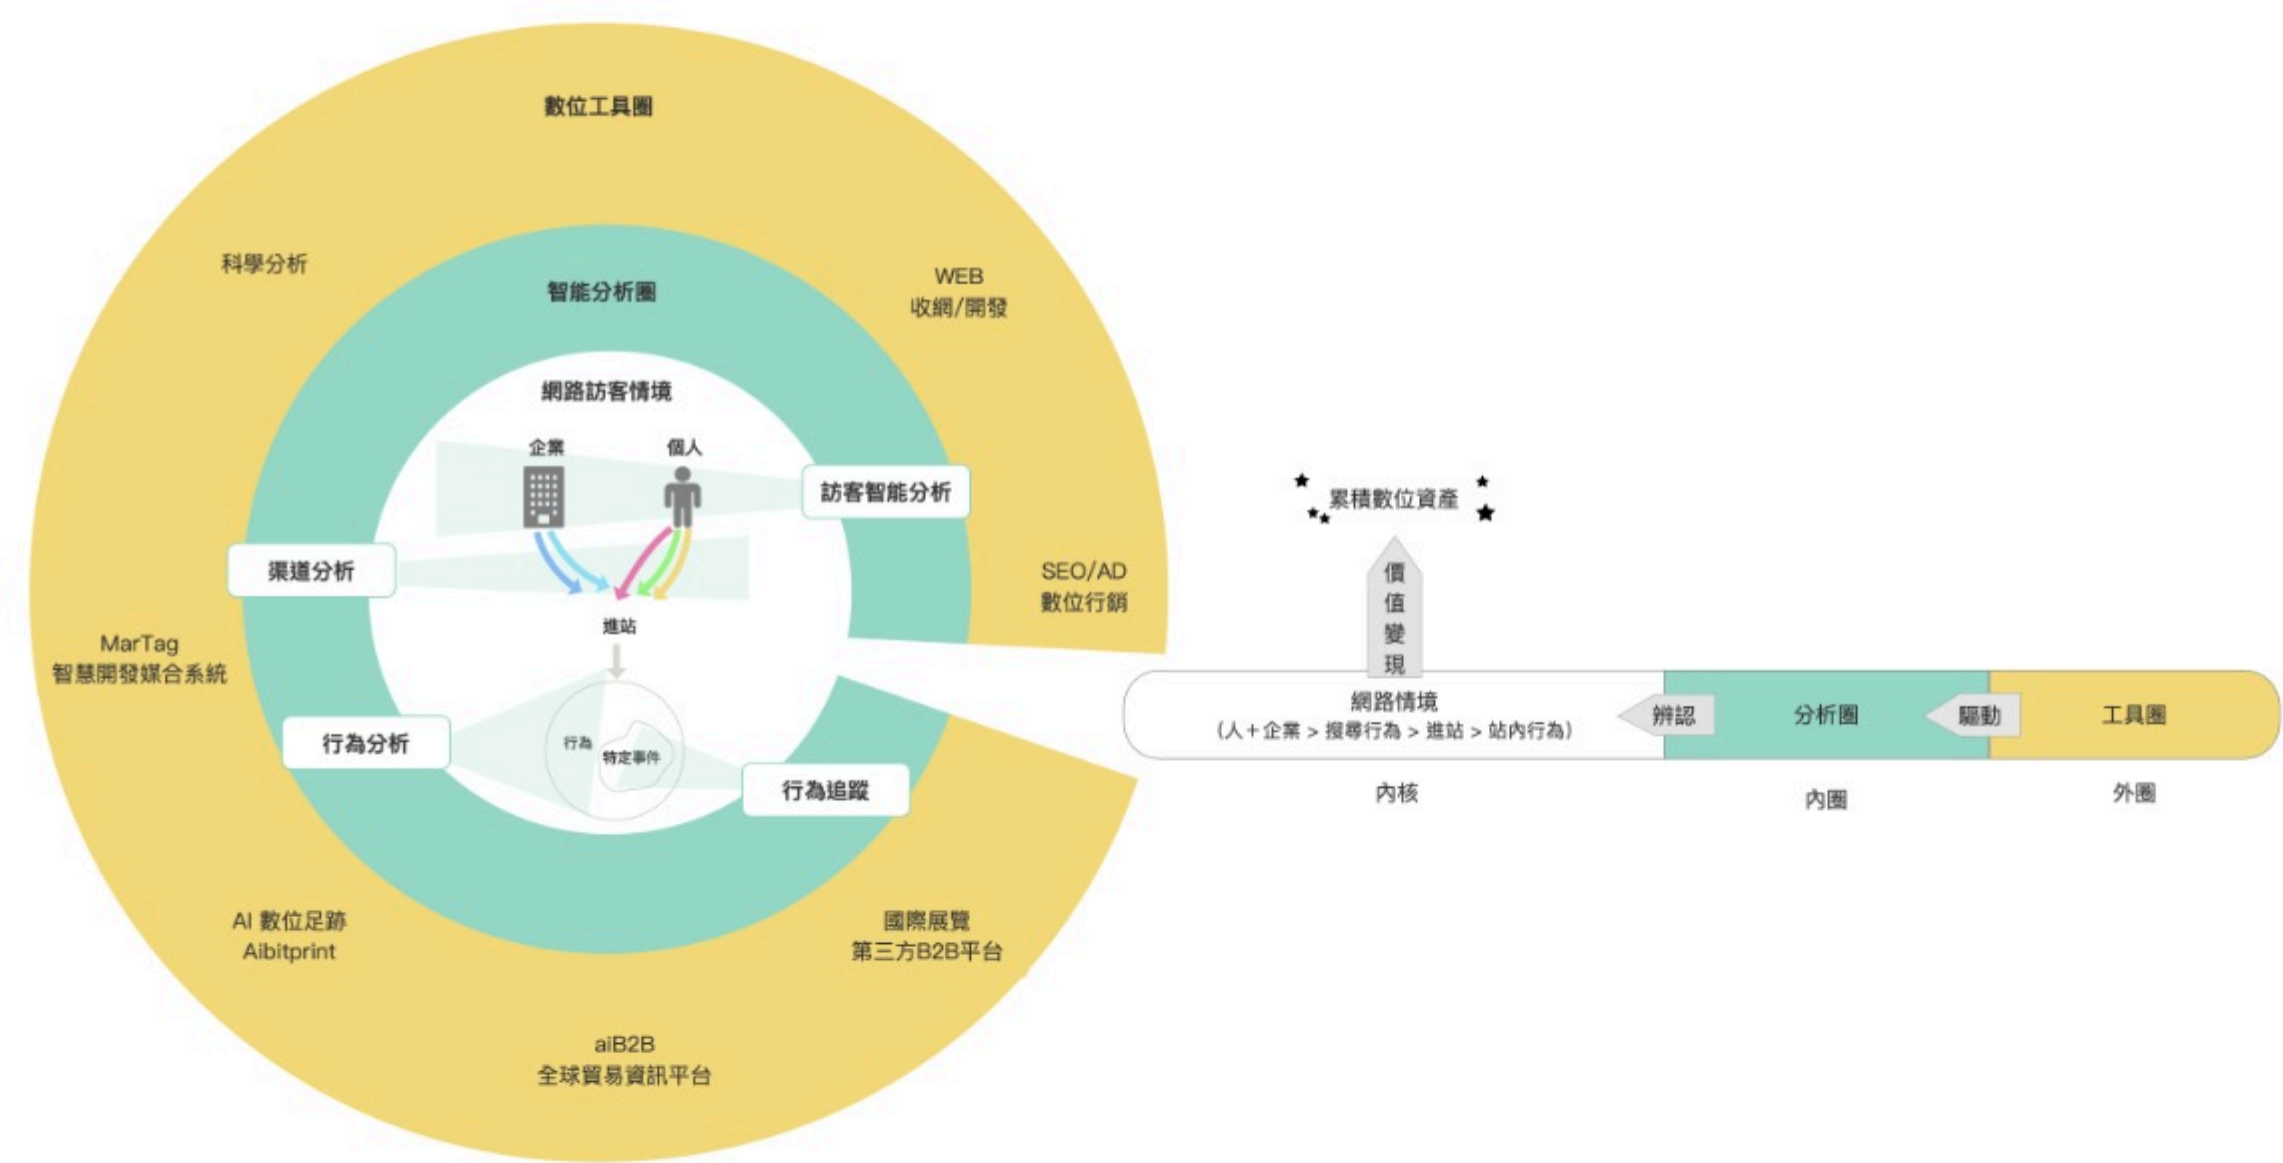 數位工具圈
科學分析
WEB
收網/開發
智能分析圈
網路訪客情境
企業
個人
訪客智能分析
渠道分析
進站
SEO/AD
數位行銷
MarTag
智慧開發媒合系統
行為分析
行為
特定事件
行為追蹤
AI 數位足跡
Aibitprint
國際展覽
第三方B2B平台
aiB2B
全球貿易資訊平台
累積數位資產
價
值
變
現
網路情境
(人＋企業 > 搜尋行為 > 進站 > 站內行為)
辨認
分析圈
驅動
工具圈
內核
內圈
外圈